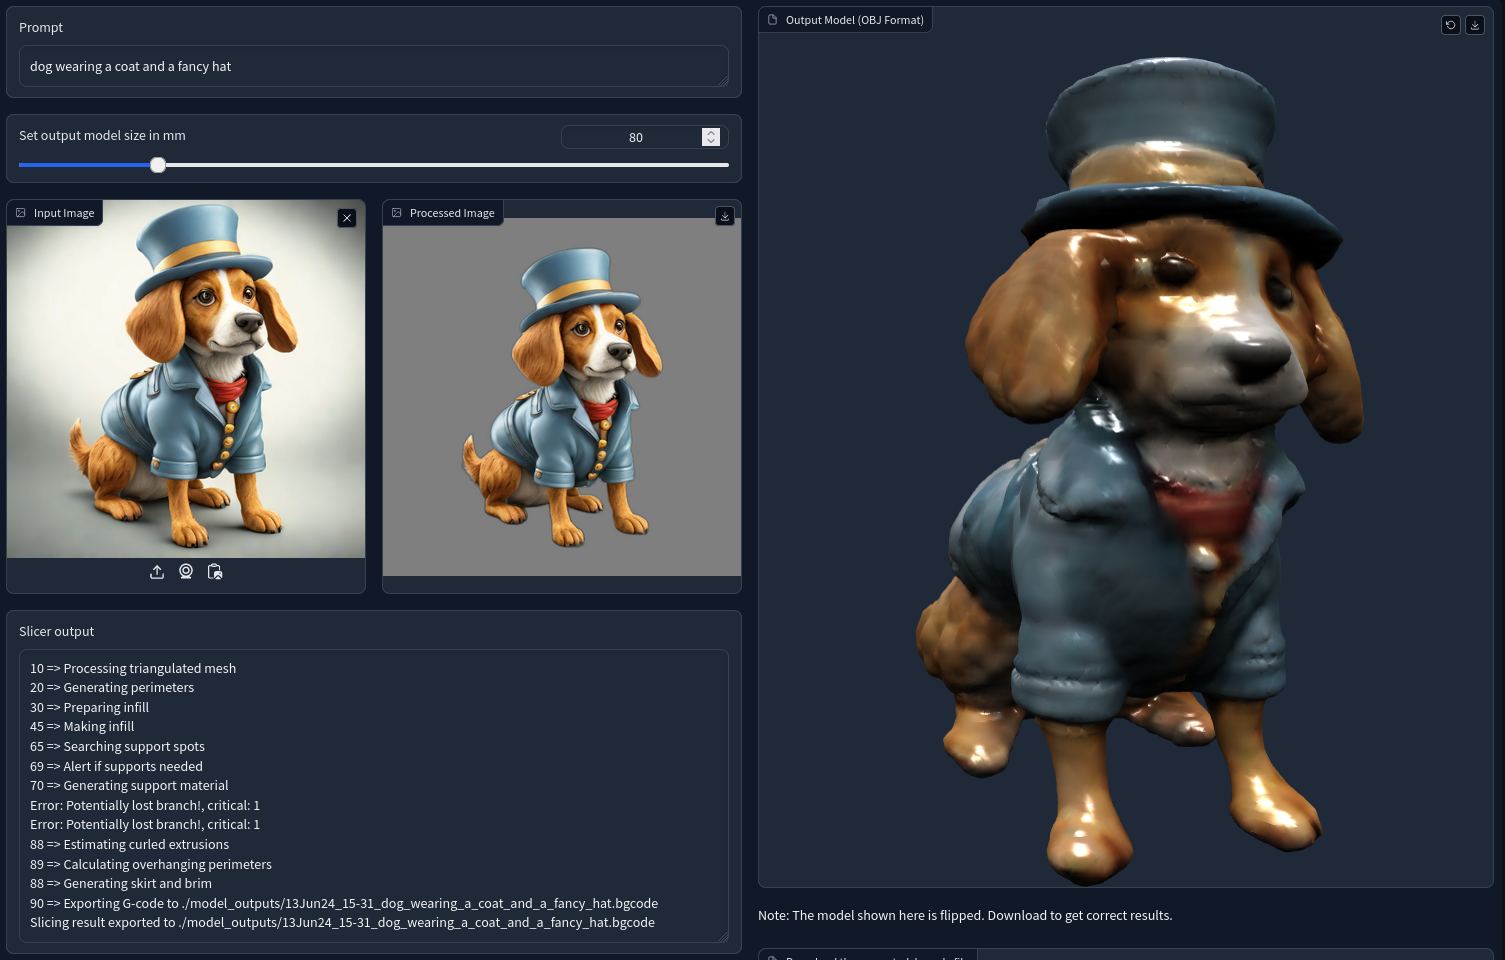 Prompt
dog wearing a coat and a fancy hat
Set output model size in mm
80
Input Image
Processed Image
Slicer output
10 => Processing triangulated mesh
20 => Generating perimeters
30 => Preparing infill
45 => Making infill
65 => Searching support spots
69 => Alert if supports needed
70 => Generating support material
Error: Potentially lost branch!, critical: 1
Error: Potentially lost branch!, critical: 1
88 => Estimating curled extrusions
89 => Calculating overhanging perimeters
88 => Generating skirt and brim
90 => Exporting G-code to ./model_outputs/13Jun24_15-31_dog_wearing_a_coat_and_a_fancy_hat.bgcode
Slicing result exported to ./model_outputs/13Jun24_15-31_dog_wearing_a_coat_and_a_fancy_hat.bgcode
Output Model (OBJ Format)
Note: The model shown here is flipped. Download to get correct results.